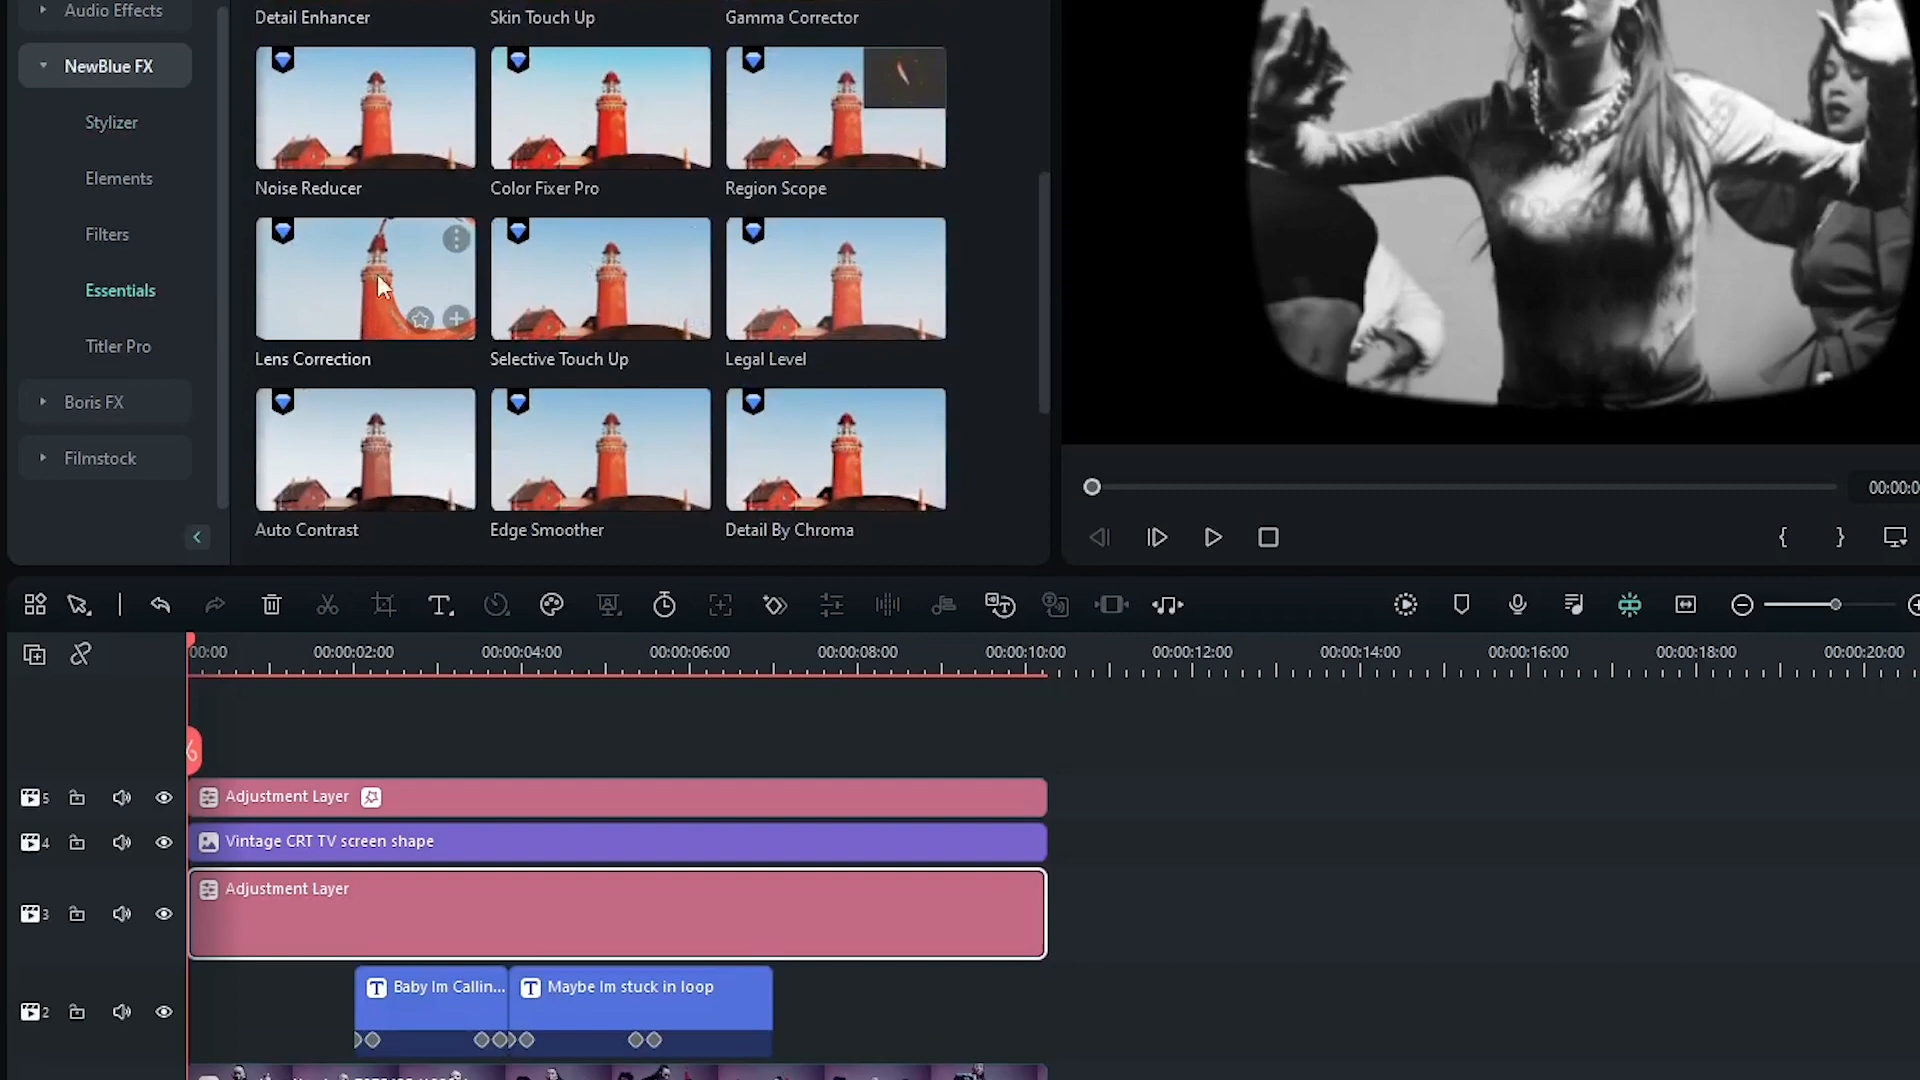 Audio Effects
Detail Enhancer
Skin Touch Up
Gamma Corrector
NewBlue FX
Stylizer
Noise Reducer
Color Fixer Pro
Region Scope
Elements
Filters
Essentials
Titler Pro
Lens Correction
Selective Touch Up
Legal Level
Boris FX
Filmstock
Auto Contrast
Edge Smoother
Detail By Chroma
00:00:0
00:00
00:00:02:00
00:00:04:00
00:00:06:00
00:00:08:00
00:00:10:00
00:00:12:00
00:00:14:00
00:00:16:00
00:00:18:00
00:00:20:00
5
Adjustment Layer
4
Vintage CRT TV screen shape
3
Adjustment Layer
2
T Baby Im Callin...
T Maybe Im stuck in loop